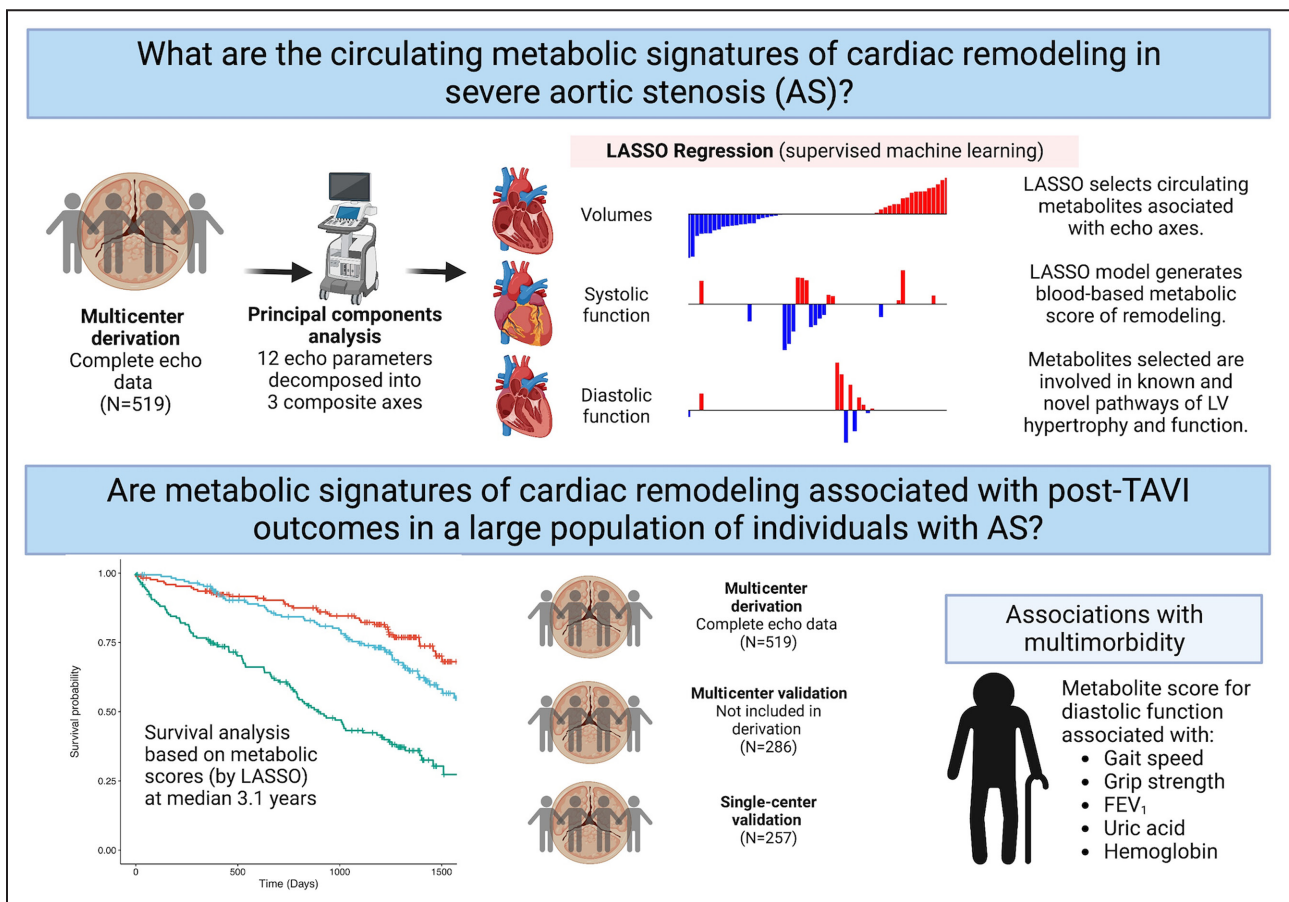 What are the circulating metabolic signatures of cardiac remodeling in
severe aortic stenosis (AS)?
LASSO Regression (supervised machine learning)
Multicenter
derivation
Complete echo
data
(N=519)
Principal components
analysis
12 echo parameters
decomposed into
3 composite axes
Volumes
Systolic
function
Diastolic
function
LASSO selects circulating
metabolites asociated
with echo axes.
LASSO model generates
blood-based metabolic
score of remodeling.
Metabolites selected are
involved in known and
novel pathways of LV
hypertrophy and function.
Are metabolic signatures of cardiac remodeling associated with post-TAVI
outcomes in a large population of individuals with AS?
Survival probability
1.00
0.75
0.50
0.25
0.00
0
500
1000
1500
Time (Days)
Survival analysis
based on metabolic
scores (by LASSO)
at median 3.1 years
Multicenter
derivation
Complete echo data
(N=519)
Multicenter validation
Not included in
derivation
(N=286)
Single-center
validation
(N=257)
Associations with
multimorbidity
Metabolite score for
diastolic function
associated with:
• Gait speed
• Grip strength
• FEV₁
• Uric acid
• Hemoglobin